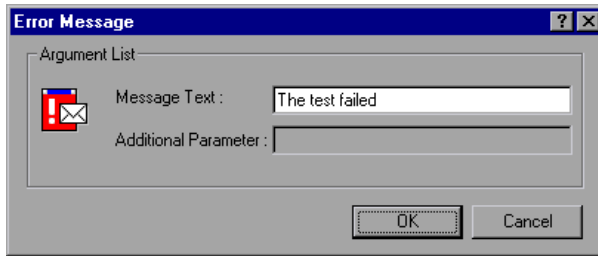 Error Message
Argument List
Message Text : The test failed
Additional Parameter :
OK Cancel